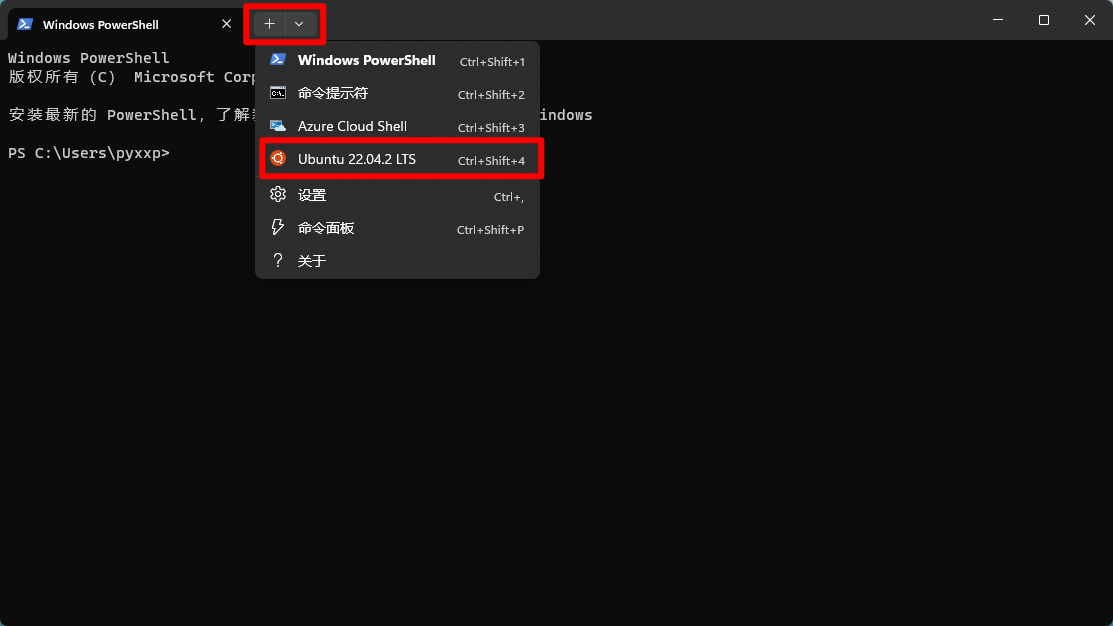 Windows PowerShell
Windows PowerShell
版权所有 (C) Microsoft Corp
安装最新的 PowerShell，了解 indows
PS C:\Users\pyxxp>
Windows PowerShell Ctrl+Shift+1
命令提示符 Ctrl+Shift+2
Azure Cloud Shell Ctrl+Shift+3
Ubuntu 22.04.2 LTS Ctrl+Shift+4
设置 Ctrl+,
命令面板 Ctrl+Shift+P
关于